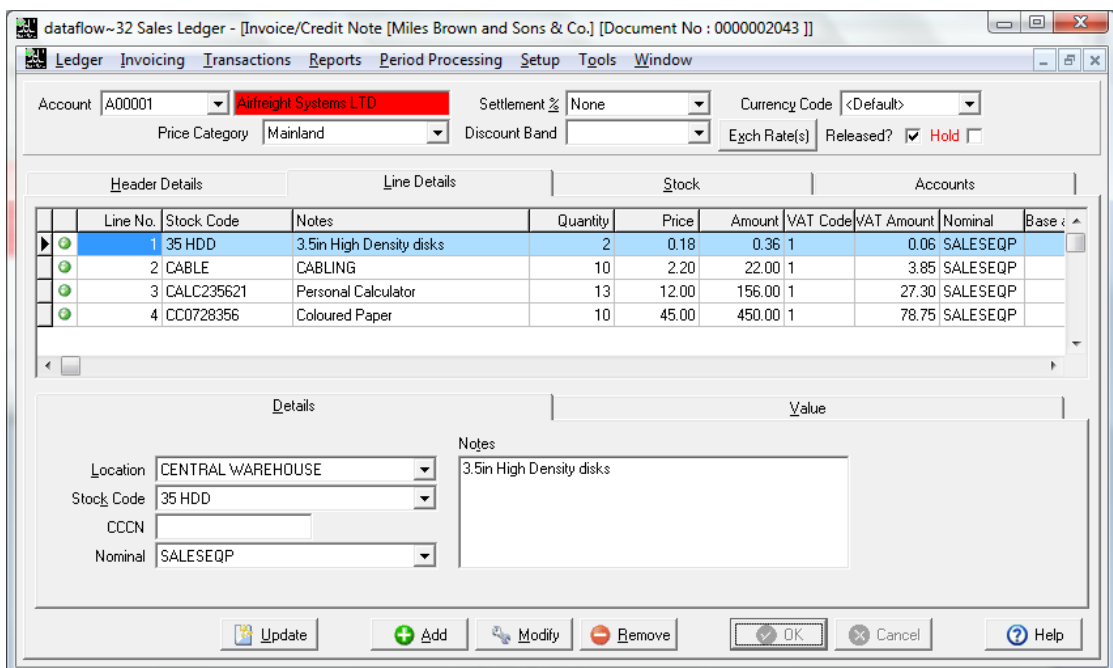 dataflow~32 Sales Ledger - [Invoice/Credit Note [Miles Brown and Sons & Co.] [Document No : 0000002043 ]]
Ledger Invoicing Transactions Reports Period Processing Setup Tools Window
Account A00001 Airfreight Systems LTD Settlement % None Currency Code <Default>
Price Category Mainland Discount Band Exch Rate(s) Released? Hold
Header Details Line Details Stock Accounts
Line No. Stock Code Notes Quantity Price Amount VAT Code VAT Amount Nominal Base
1 35 HDD 3.5in High Density disks 2 0.18 0.36 1 0.06 SALESEQP
2 CABLE CABLING 10 2.20 22.00 1 3.85 SALESEQP
3 CALC235621 Personal Calculator 13 12.00 156.00 1 27.30 SALESEQP
4 CC0728356 Coloured Paper 10 45.00 450.00 1 78.75 SALESEQP
Details Value
Notes
Location CENTRAL WAREHOUSE 3.5in High Density disks
Stock Code 35 HDD
CCCN
Nominal SALESEQP
Update Add Modify Remove OK Cancel Help